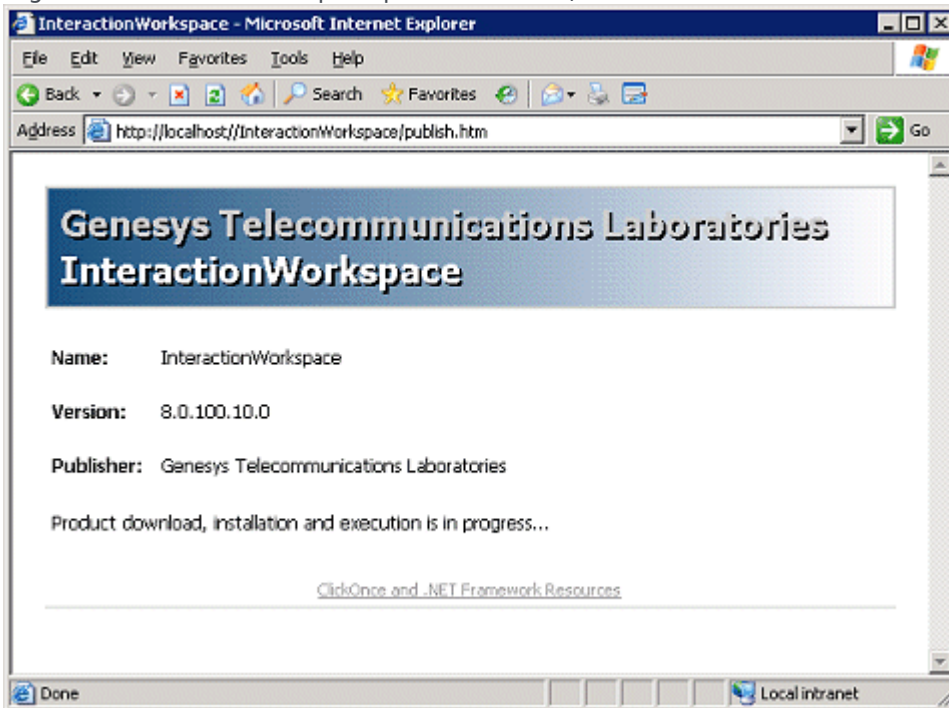 InteractionWorkspace - Microsoft Internet Explorer
File Edit View Favorites Tools Help
Back Search Favorites
Address http://localhost//InteractionWorkspace/publish.htm Go
Genesys Telecommunications Laboratories
InteractionWorkspace
Name: InteractionWorkspace
Version: 8.0.100.10.0
Publisher: Genesys Telecommunications Laboratories
Product download, installation and execution is in progress...
ClickOnce and .NET Framework Resources
Done Local intranet